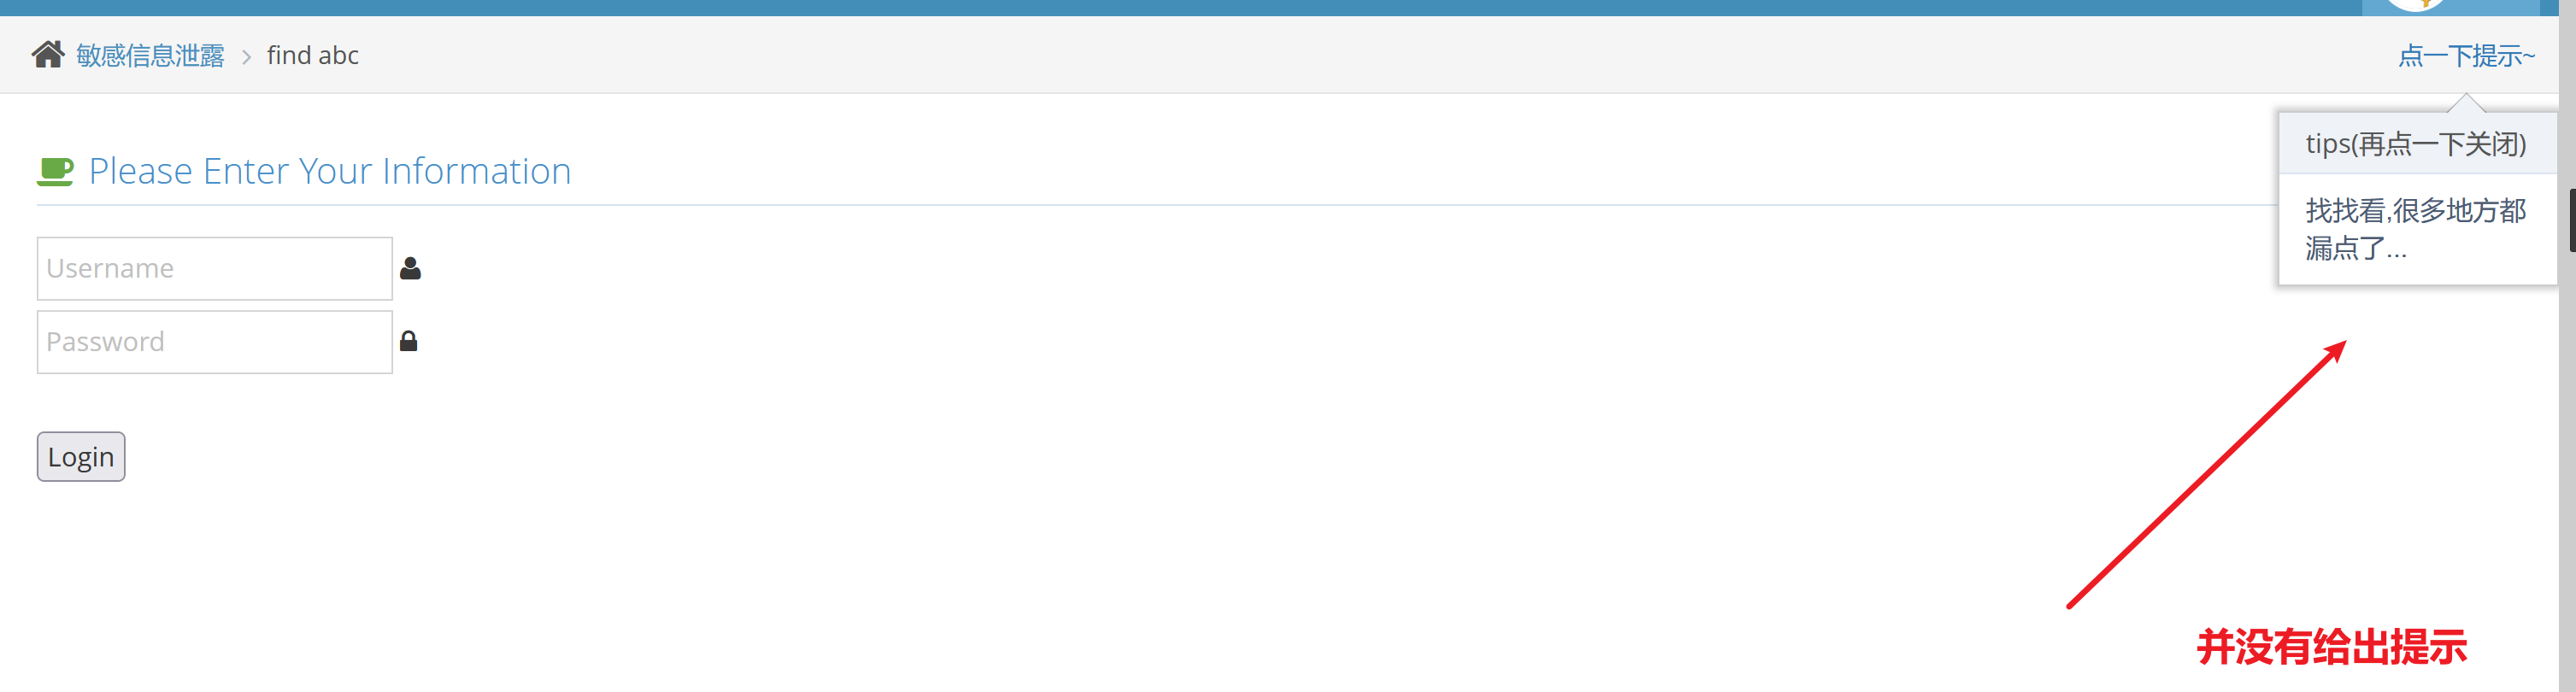 敏感信息泄露 > find abc
点一下提示~
tips(再点一下关闭)
找找看,很多地方都
漏点了...
Please Enter Your Information
Username
Password
Login
并没有给出提示